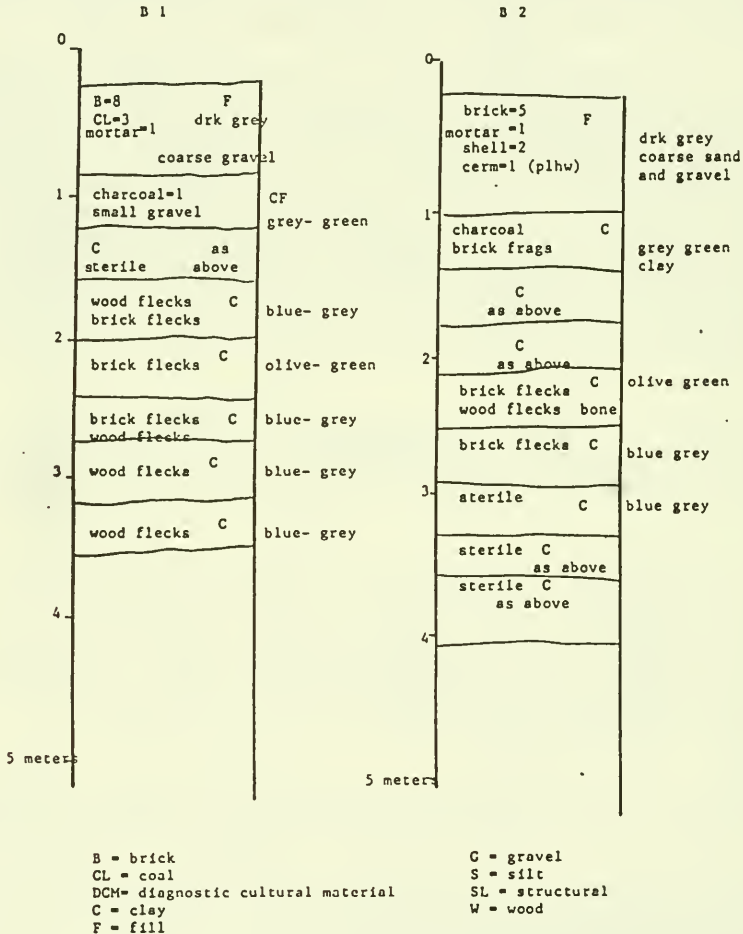 B 1
0
B=8 F
CL=3 drk grey
mortar=1
coarse gravel
1
charcoal=1 CF
small gravel
grey- green
C as
sterile above
wood flecks C
brick flecks
blue- grey
2
brick flecks C
olive- green
brick flecks C
wood flecks
blue- grey
3
wood flecks C
blue- grey
wood flecks C
blue- grey
4
5 meters
B 2
0
brick=5 F
mortar =1
shell=2
cerm=1 (plhw)
drk grey
coarse sand
and gravel
1
charcoal C
brick frags
grey green
clay
C
as above
2
C
as above
brick flecks C
wood flecks bone
olive green
brick flecks C
blue grey
3
sterile C
blue grey
sterile C
as above
sterile C
as above
4
5 meters
B = brick
CL = coal
DCM= diagnostic cultural material
C = clay
F = fill
G = gravel
S = silt
SL = structural
W = wood